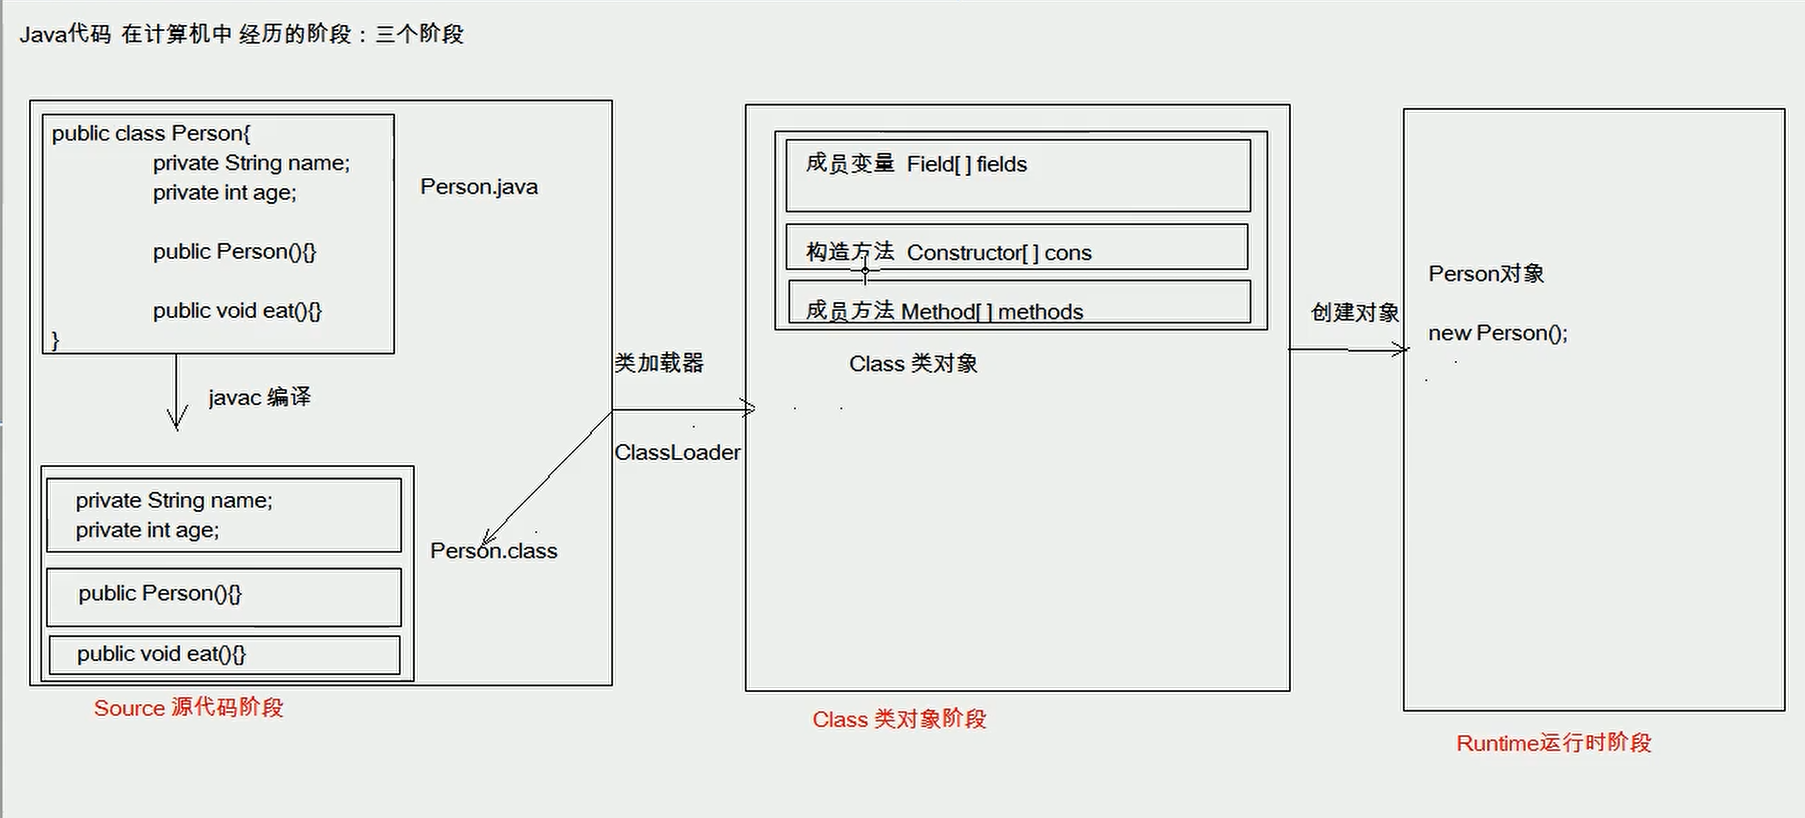 Java代码 在计算机中 经历的阶段：三个阶段
public class Person{
private String name;
private int age;
public Person(){}
public void eat(){}
}
Person.java
javac 编译
private String name;
private int age;
public Person(){}
public void eat(){}
Person.class
Source 源代码阶段
类加载器
ClassLoader
成员变量 Field[ ] fields
构造方法 Constructor[ ] cons
成员方法 Method[ ] methods
Class 类对象
Class 类对象阶段
创建对象
Person对象
new Person();
Runtime运行时阶段